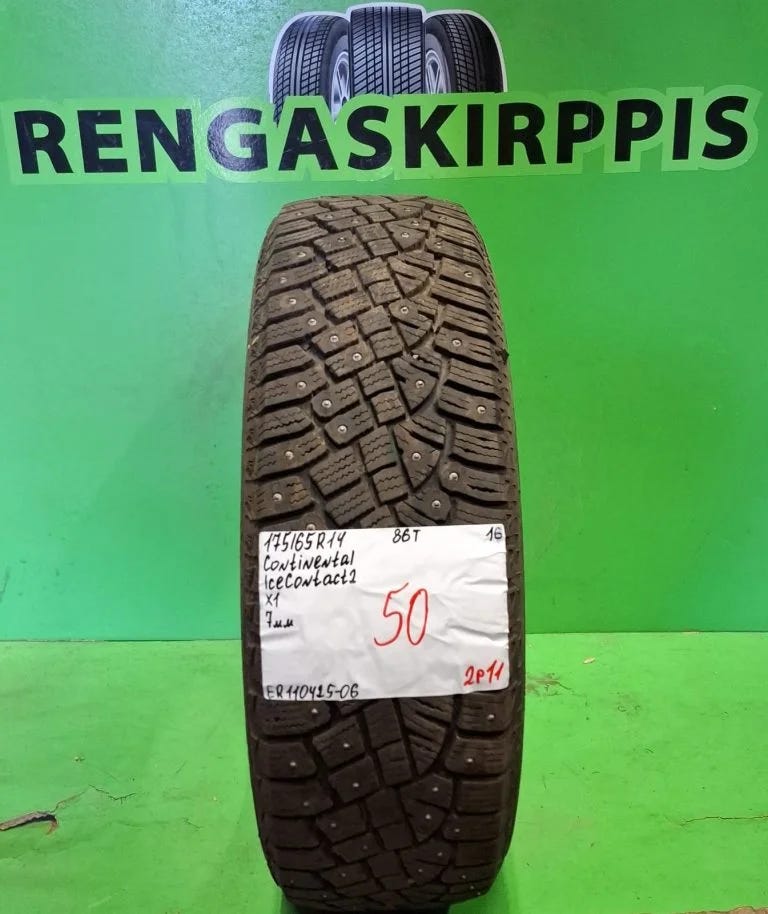 RENGASKIRPPIS
175/65R14 86T 16
Continental
IceContact2
x1
7мм
50
ER110425-06 2P11